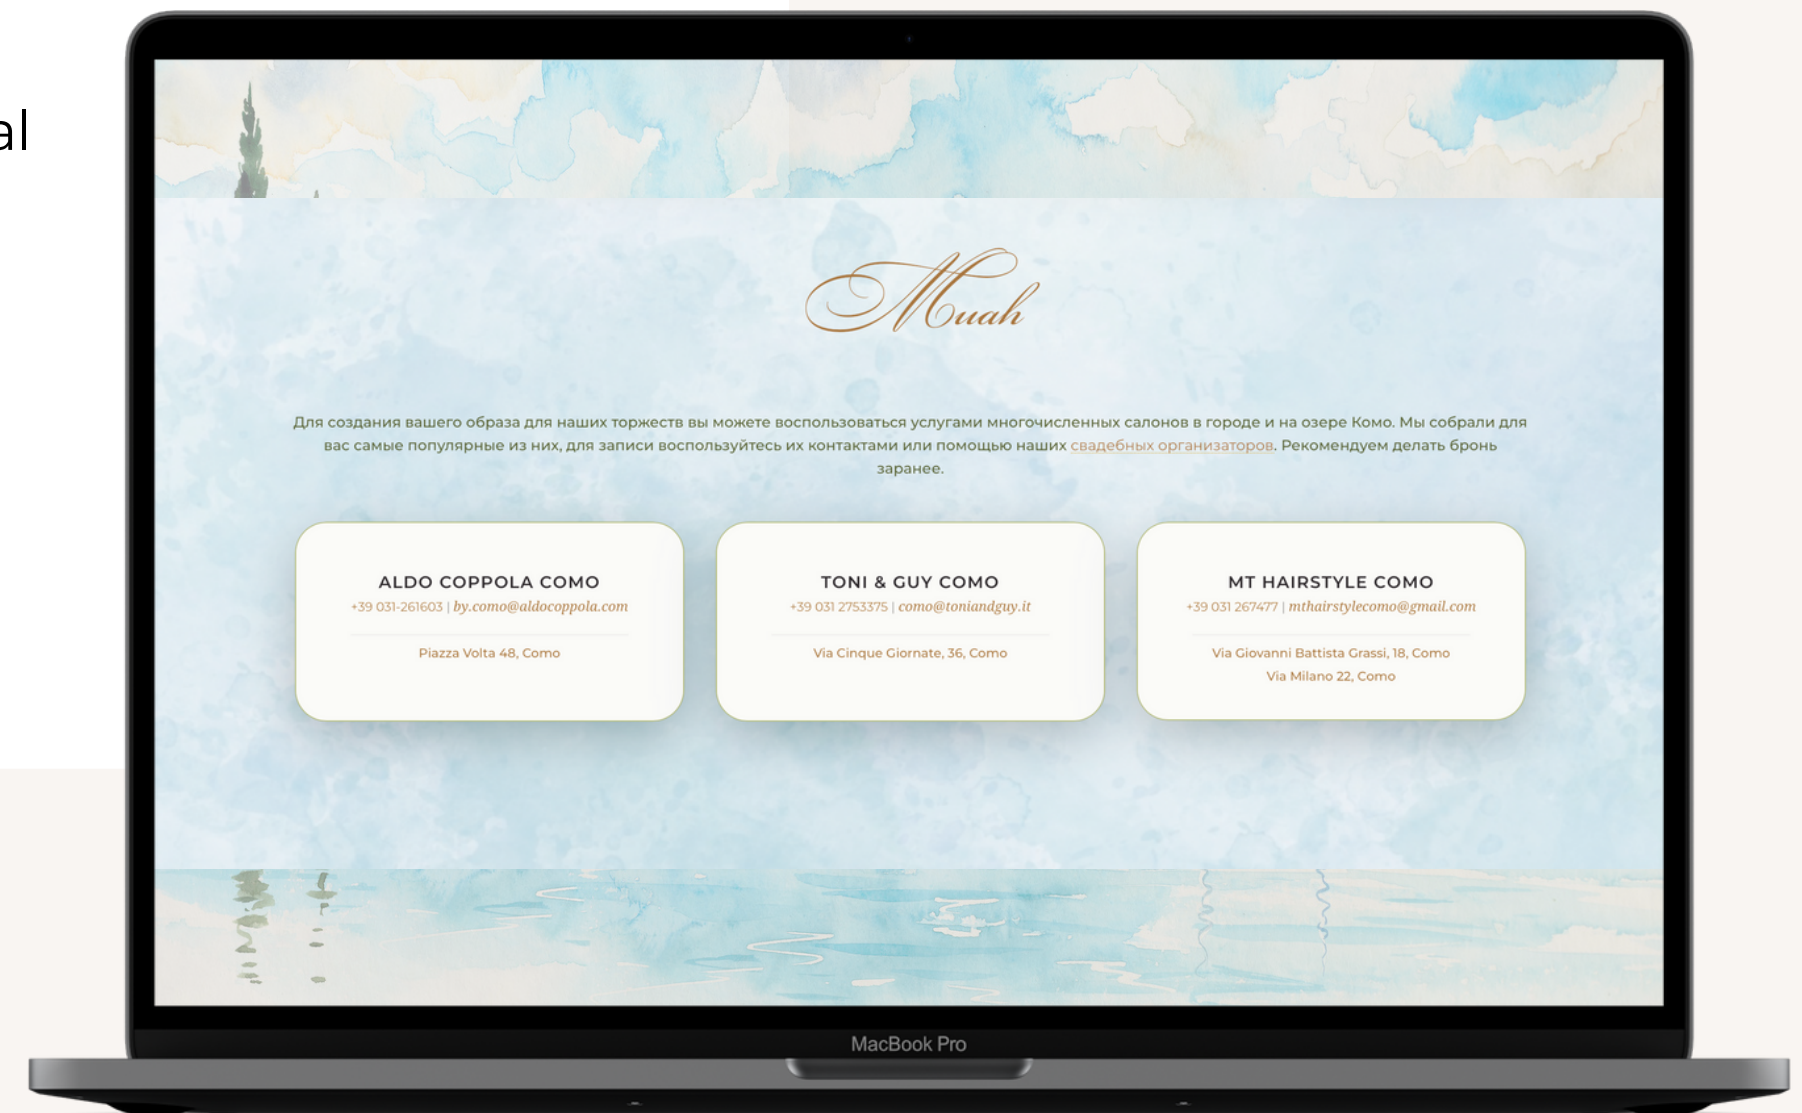 al
Muah
Для создания вашего образа для наших торжеств вы можете воспользоваться услугами многочисленных салонов в городе и на озере Комо. Мы собрали для
вас самые популярные из них, для записи воспользуйтесь их контактами или помощью наших свадебных организаторов. Рекомендуем делать бронь
заранее.
ALDO COPPOLA COMO
+39 031-261603 | by.como@aldocoppola.com
Piazza Volta 48, Como
TONI & GUY COMO
+39 031 2753375 | como@toniandguy.it
Via Cinque Giornate, 36, Como
MT HAIRSTYLE COMO
+39 031 267477 | mthairstylecomo@gmail.com
Via Giovanni Battista Grassi, 18, Como
Via Milano 22, Como
MacBook Pro